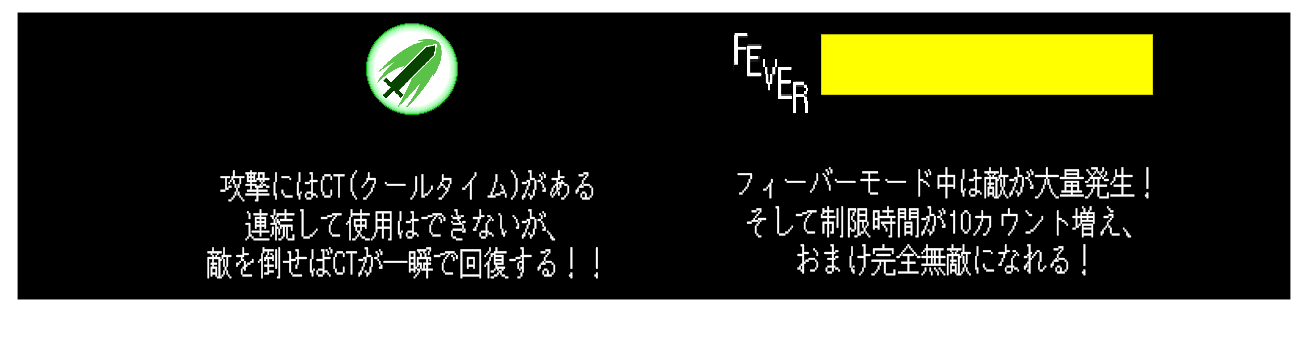 攻撃にはCT(クールタイム)がある
連続して使用はできないが、
敵を倒せばCTが一瞬で回復する！！
FEVER
フィーバーモード中は敵が大量発生！
そして制限時間が10カウント増え、
おまけ完全無敵になれる！